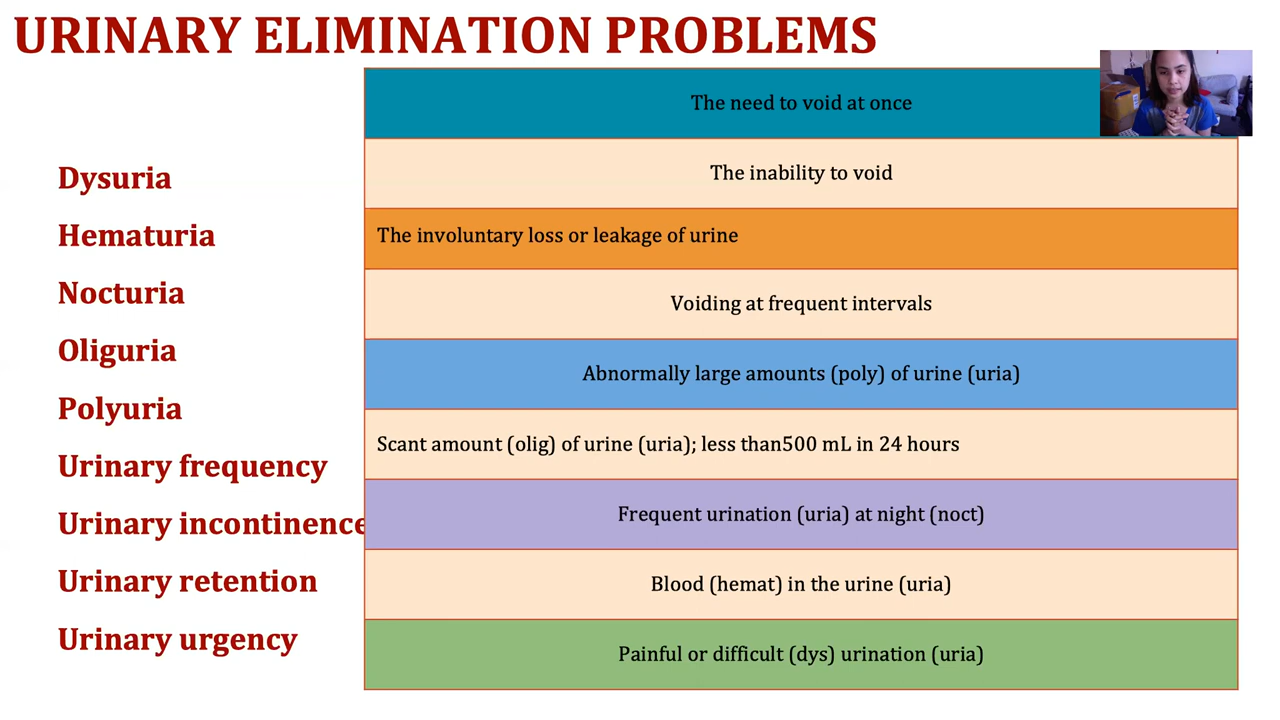 URINARY ELIMINATION PROBLEMS
Dysuria
Hematuria
Nocturia
Oliguria
Polyuria
Urinary frequency
Urinary incontinence
Urinary retention
Urinary urgency
The need to void at once
The inability to void
The involuntary loss or leakage of urine
Voiding at frequent intervals
Abnormally large amounts (poly) of urine (uria)
Scant amount (olig) of urine (uria); less than500 mL in 24 hours
Frequent urination (uria) at night (noct)
Blood (hemat) in the urine (uria)
Painful or difficult (dys) urination (uria)